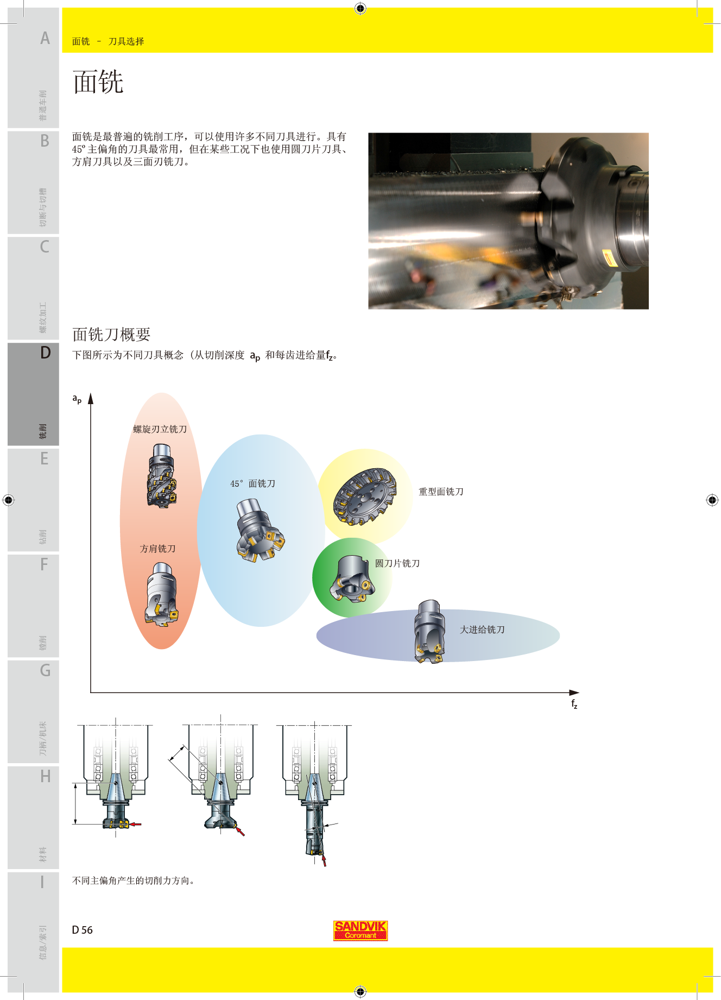 面铣 - 刀具选择
面铣
面铣是最普遍的铣削工序，可以使用许多不同刀具进行。具有
45º 主偏角的刀具最常用，但在某些工况下也使用圆刀片刀具、
方肩刀具以及三面刃铣刀。
面铣刀概要
下图所示为不同刀具概念（从切削深度 ap 和每齿进给量fz。
ap
螺旋刃立铣刀
45° 面铣刀
重型面铣刀
方肩铣刀
圆刀片铣刀
大进给铣刀
fz
不同主偏角产生的切削力方向。
D 56
SANDVIK
Coromant
A
普通车削
B
切断与切槽
C
螺纹加工
D
铣削
E
钻削
F
镗削
G
刀柄/机床
H
材料
I
信息/索引